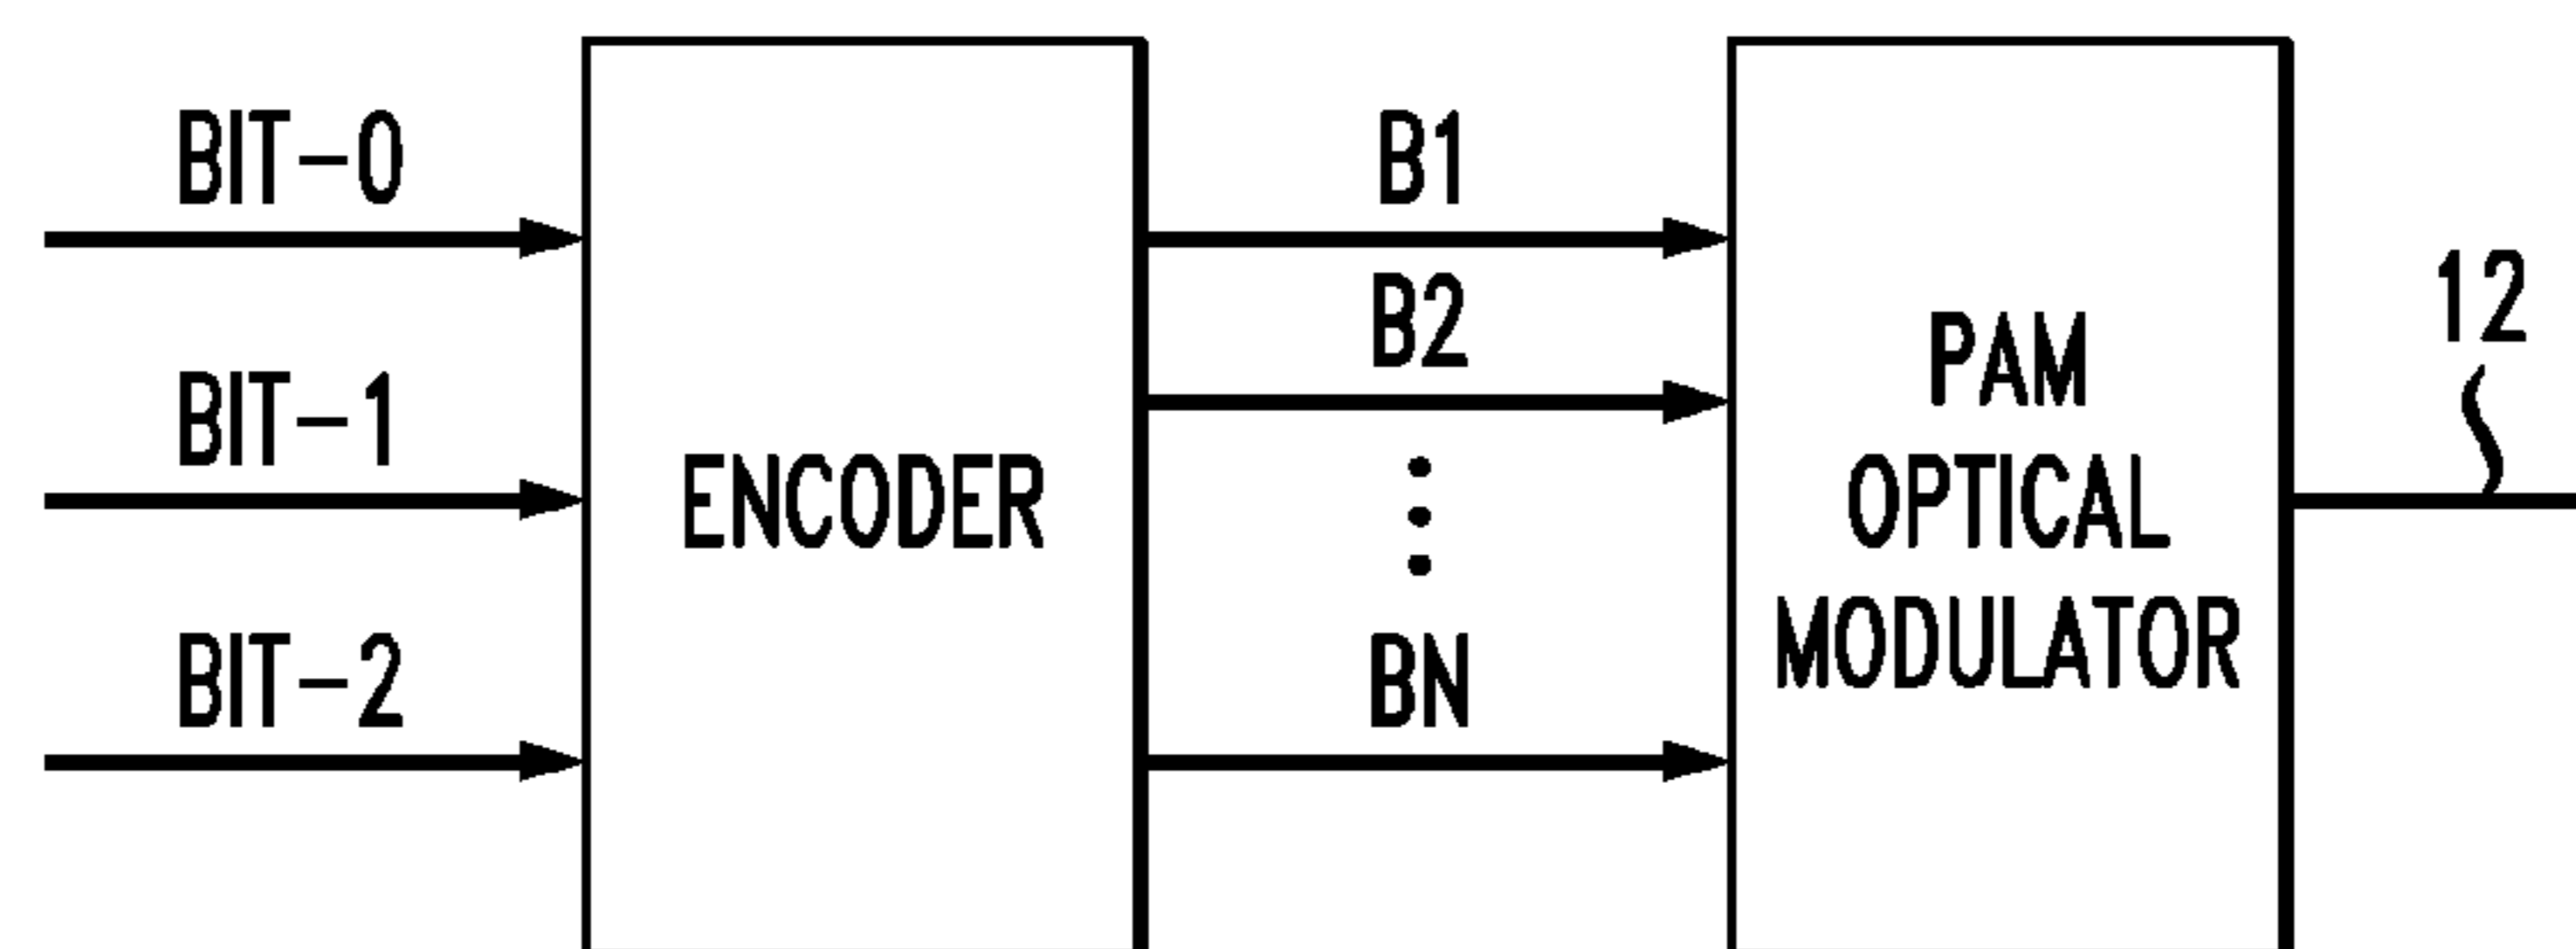 BIT-0
BIT-1
BIT-2
ENCODER
B1
B2
BN
PAM
OPTICAL
MODULATOR
12